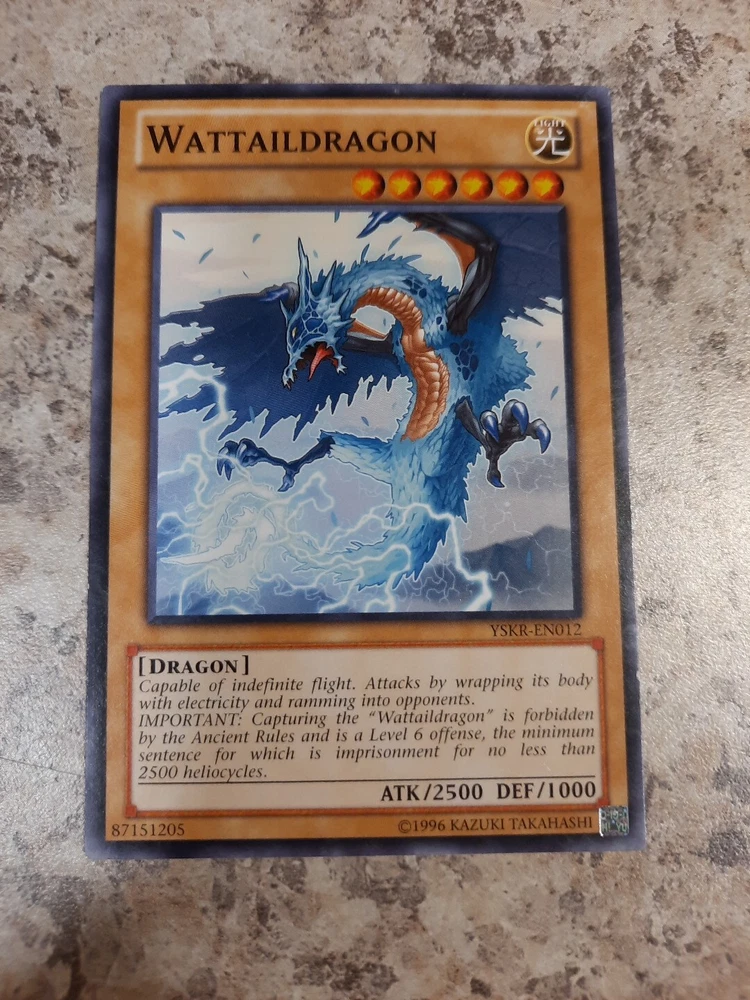 WATTAILDRAGON
LIGHT
光
YSKR-EN012
[DRAGON]
Capable of indefinite flight. Attacks by wrapping its body
with electricity and ramming into opponents.
IMPORTANT: Capturing the "Wattaildragon" is forbidden
by the Ancient Rules and is a Level 6 offense, the minimum
sentence for which is imprisonment for no less than
2500 heliocycles.
ATK/2500 DEF/1000
87151205
©1996 KAZUKI TAKAHASHI